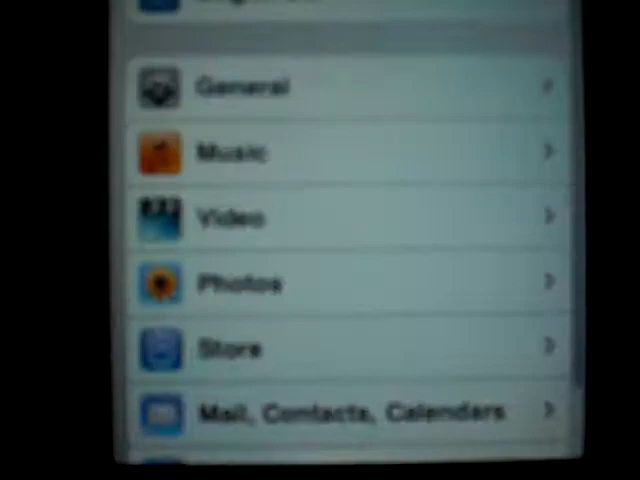 General
Music
Video
Photos
Store
Mail, Contacts, Calendars